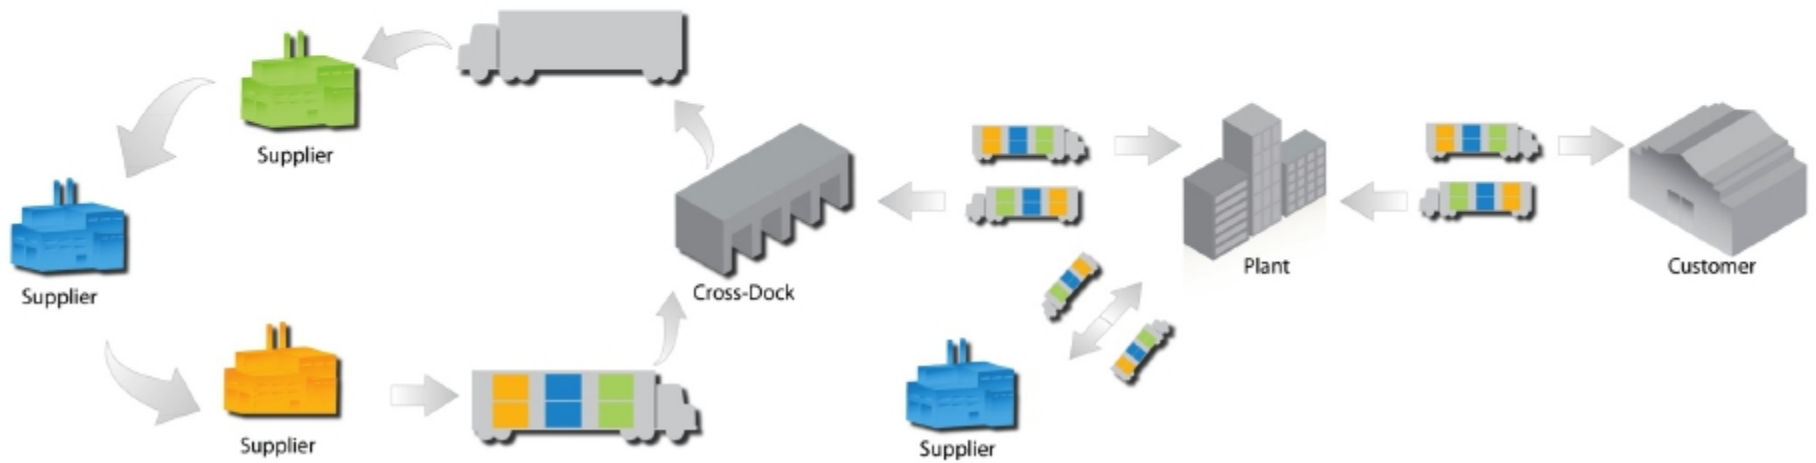 Supplier
Supplier
Supplier
Cross-Dock
Supplier
Plant
Customer